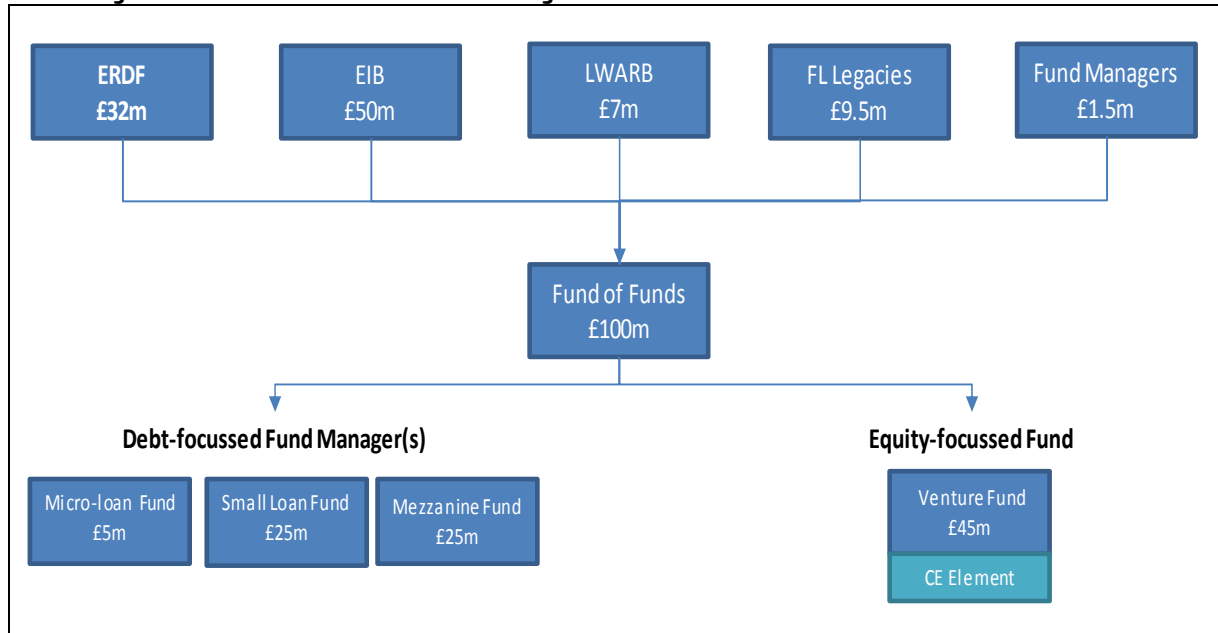 ERDF
£32m
EIB
£50m
LWARB
£7m
FL Legacies
£9.5m
Fund Managers
£1.5m
Fund of Funds
£100m
Debt-focussed Fund Manager(s)
Equity-focussed Fund
Micro-loan Fund
£5m
Small Loan Fund
£25m
Mezzanine Fund
£25m
Venture Fund
£45m
CE Element